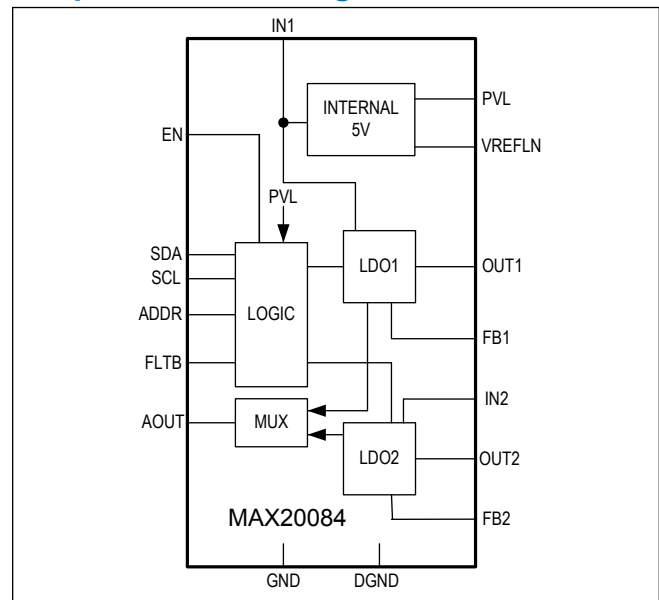 IN1
INTERNAL
5V
PVL
VREFLN
EN
PVL
SDA
SCL
ADDR
FLTB
LOGIC
LDO1
OUT1
FB1
AOUT
MUX
IN2
LDO2
OUT2
FB2
MAX20084
GND
DGND